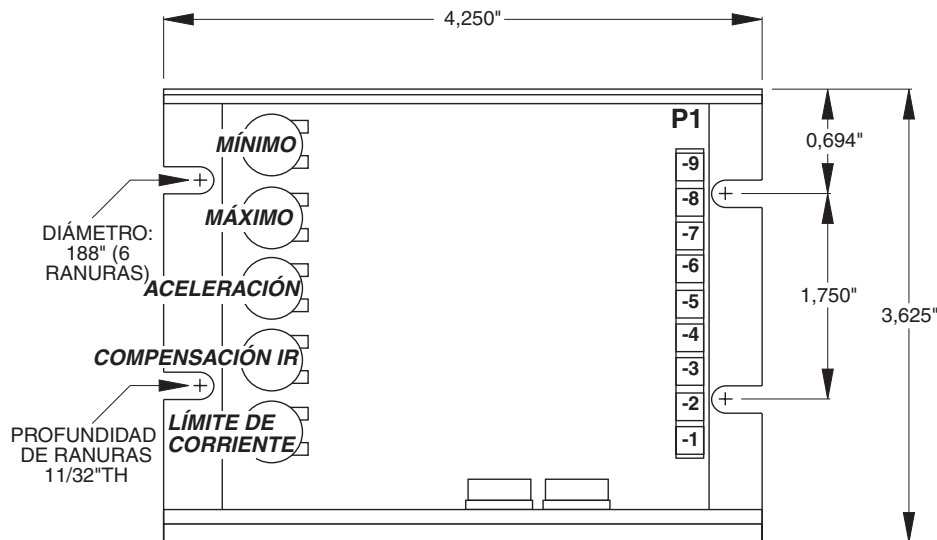 4,250"
P1
MÍNIMO
0,694"
-9
-8
DIÁMETRO:
188" (6
RANURAS)
MÁXIMO
-7
-6
ACELERACIÓN
-5
1,750"
3,625"
-4
COMPENSACIÓN IR
-3
-2
PROFUNDIDAD
DE RANURAS
11/32"TH
LÍMITE DE
CORRIENTE
-1